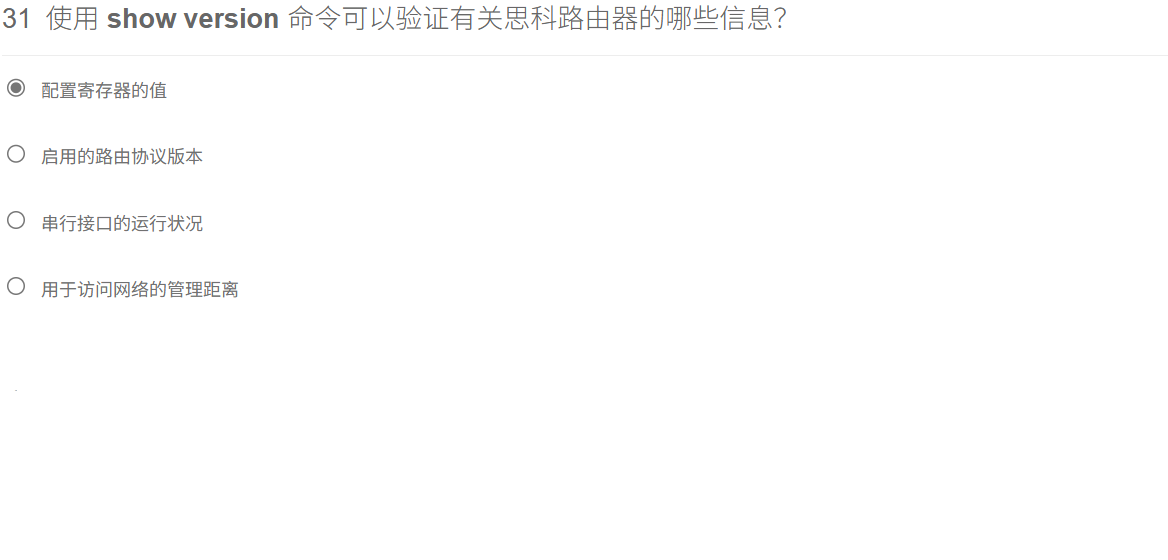 31 使用 show version 命令可以验证有关思科路由器的哪些信息？
配置寄存器的值
启用的路由协议版本
串行接口的运行状况
用于访问网络的管理距离